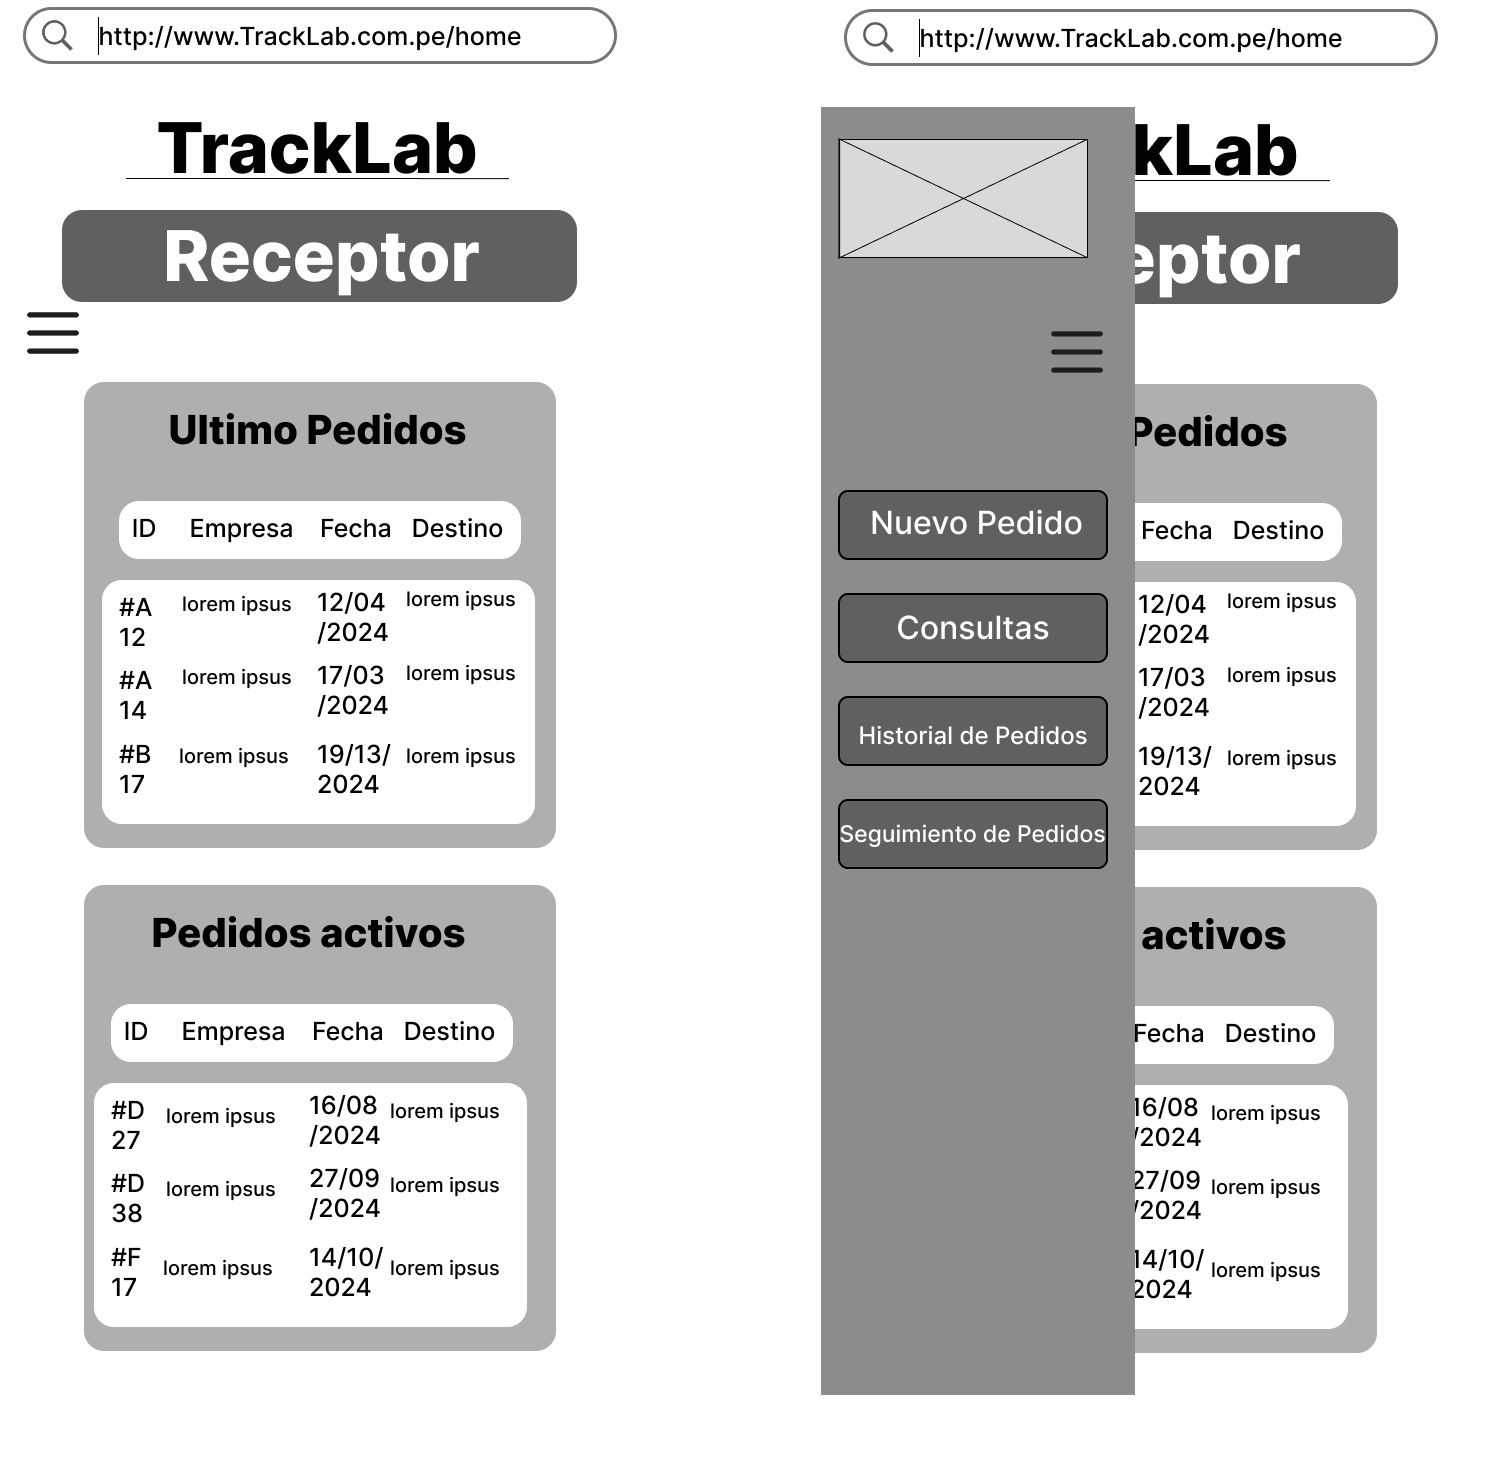 http://www.TrackLab.com.pe/home
TrackLab
Receptor
Ultimo Pedidos
ID Empresa Fecha Destino
#A lorem ipsus 12/04 lorem ipsus
12 /2024
#A lorem ipsus 17/03 lorem ipsus
14 /2024
#B lorem ipsus 19/13/ lorem ipsus
17 2024
Pedidos activos
ID Empresa Fecha Destino
#D lorem ipsus 16/08 lorem ipsus
27 /2024
#D lorem ipsus 27/09 lorem ipsus
38 /2024
#F lorem ipsus 14/10/ lorem ipsus
17 2024
http://www.TrackLab.com.pe/home
kLab
eptor
Nuevo Pedido
Consultas
Historial de Pedidos
Seguimiento de Pedidos
Pedidos
Fecha Destino
12/04 lorem ipsus
/2024
17/03 lorem ipsus
/2024
19/13/ lorem ipsus
2024
activos
Fecha Destino
16/08 lorem ipsus
/2024
27/09 lorem ipsus
/2024
14/10/ lorem ipsus
2024